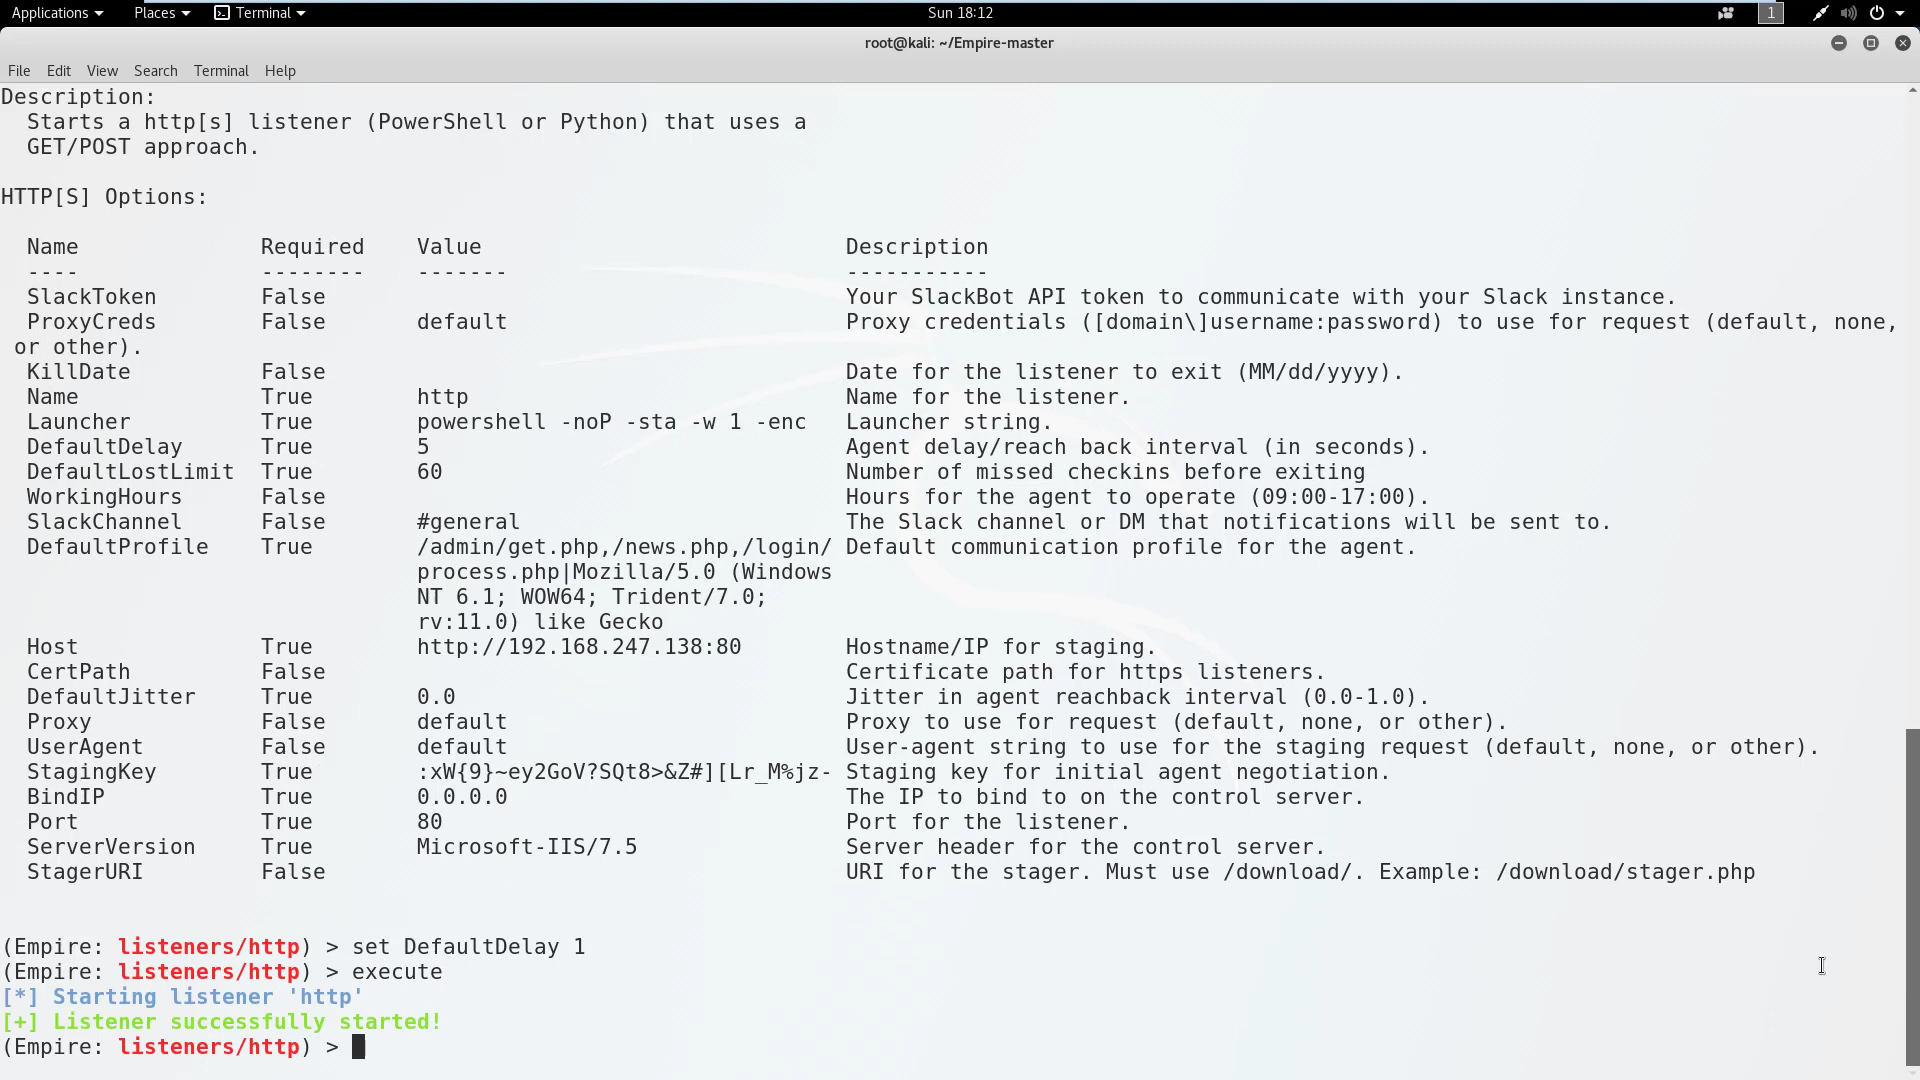 Applications Places Terminal Sun 18:12 1
root@kali: ~/Empire-master
File Edit View Search Terminal Help
Description:
  Starts a http[s] listener (PowerShell or Python) that uses a
  GET/POST approach.

HTTP[S] Options:

  Name              Required    Value                            Description
  ----              --------    -------                          -----------
  SlackToken        False                                        Your SlackBot API token to communicate with your Slack instance.
  ProxyCreds        False       default                          Proxy credentials ([domain\]username:password) to use for request (default, none,
 or other).
  KillDate          False                                        Date for the listener to exit (MM/dd/yyyy).
  Name              True        http                             Name for the listener.
  Launcher          True        powershell -noP -sta -w 1 -enc   Launcher string.
  DefaultDelay      True        5                                Agent delay/reach back interval (in seconds).
  DefaultLostLimit  True        60                               Number of missed checkins before exiting
  WorkingHours      False                                        Hours for the agent to operate (09:00-17:00).
  SlackChannel      False       #general                         The Slack channel or DM that notifications will be sent to.
  DefaultProfile    True        /admin/get.php,/news.php,/login/ Default communication profile for the agent.
                                process.php|Mozilla/5.0 (Windows
                                NT 6.1; WOW64; Trident/7.0;
                                rv:11.0) like Gecko
  Host              True        http://192.168.247.138:80        Hostname/IP for staging.
  CertPath          False                                        Certificate path for https listeners.
  DefaultJitter     True        0.0                              Jitter in agent reachback interval (0.0-1.0).
  Proxy             False       default                          Proxy to use for request (default, none, or other).
  UserAgent         False       default                          User-agent string to use for the staging request (default, none, or other).
  StagingKey        True        :xW{9}~ey2GoV?SQt8>&Z#][Lr_M%jz- Staging key for initial agent negotiation.
  BindIP            True        0.0.0.0                          The IP to bind to on the control server.
  Port              True        80                               Port for the listener.
  ServerVersion     True        Microsoft-IIS/7.5                Server header for the control server.
  StagerURI         False                                        URI for the stager. Must use /download/. Example: /download/stager.php

(Empire: listeners/http) > set DefaultDelay 1
(Empire: listeners/http) > execute
[*] Starting listener 'http'
[+] Listener successfully started!
(Empire: listeners/http) >